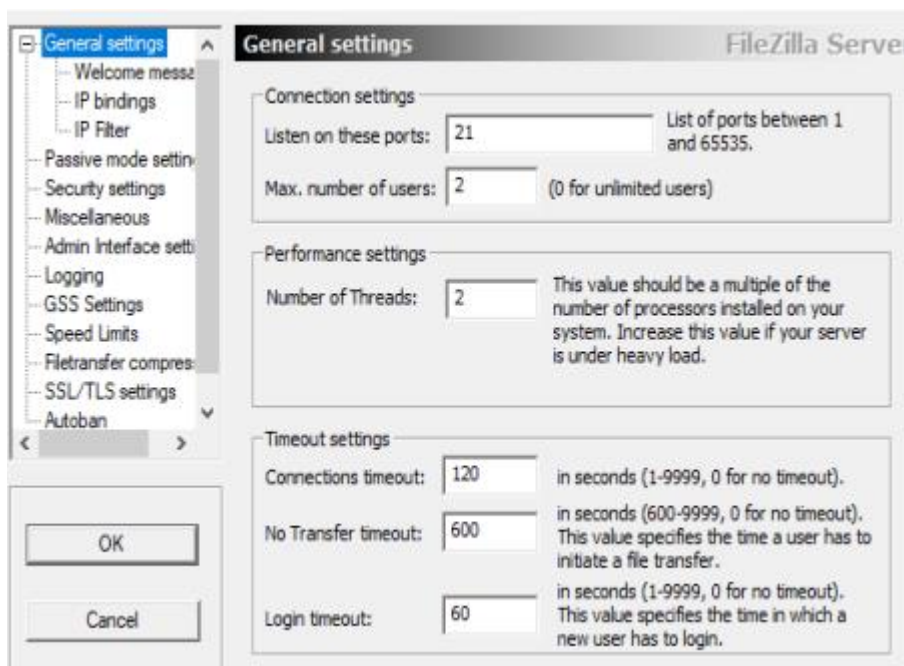 General settings
Welcome messa
IP bindings
IP Filter
Passive mode settin
Security settings
Miscellaneous
Admin Interface setti
Logging
GSS Settings
Speed Limits
Filetransfer compres
SSL/TLS settings
Autoban
OK
Cancel
General settings
FileZilla Serve
Connection settings
Listen on these ports:
21
List of ports between 1
and 65535.
Max. number of users:
2
(0 for unlimited users)
Performance settings
Number of Threads:
2
This value should be a multiple of the
number of processors installed on your
system. Increase this value if your server
is under heavy load.
Timeout settings
Connections timeout:
120
in seconds (1-9999, 0 for no timeout).
No Transfer timeout:
600
in seconds (600-9999, 0 for no timeout).
This value specifies the time a user has to
initiate a file transfer.
Login timeout:
60
in seconds (1-9999, 0 for no timeout).
This value specifies the time in which a
new user has to login.